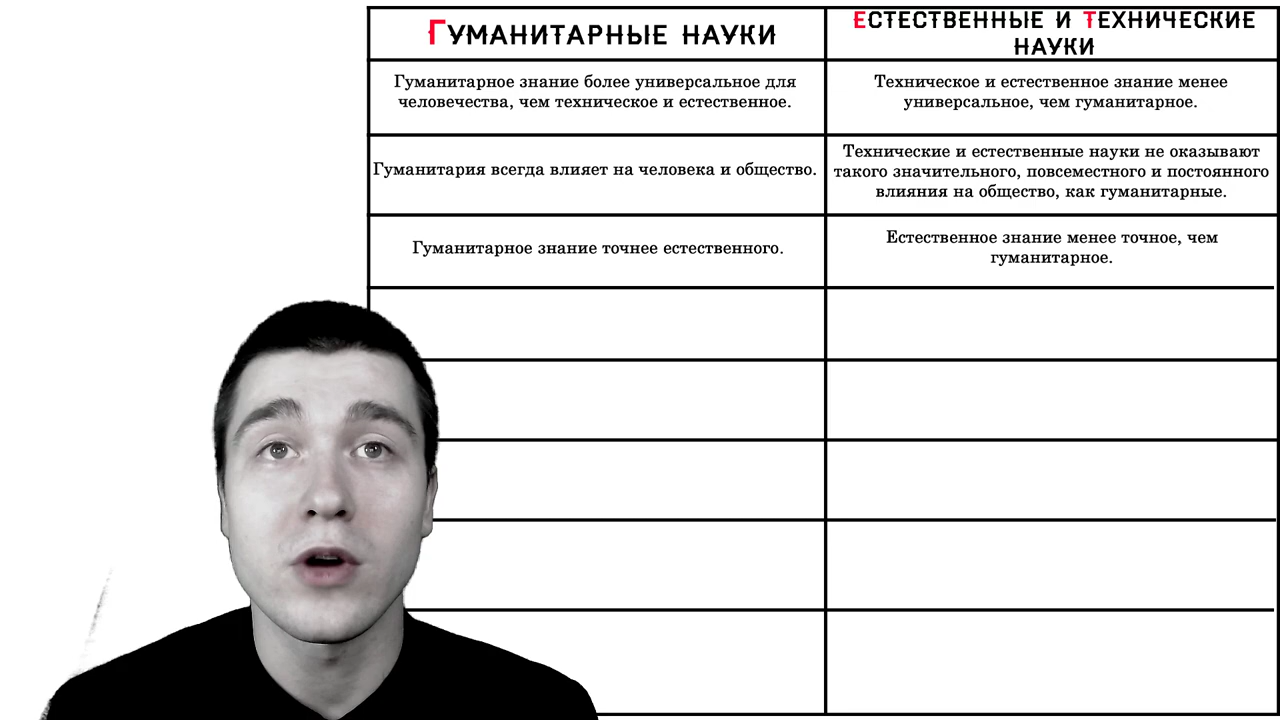 Гуманитарные науки
Естественные и Технические
науки
Гуманитарное знание более универсальное для
человечества, чем техническое и естественное.
Техническое и естественное знание менее
универсальное, чем гуманитарное.
Гуманитария всегда влияет на человека и общество.
Технические и естественные науки не оказывают
такого значительного, повсеместного и постоянного
влияния на общество, как гуманитарные.
Гуманитарное знание точнее естественного.
Естественное знание менее точное, чем
гуманитарное.